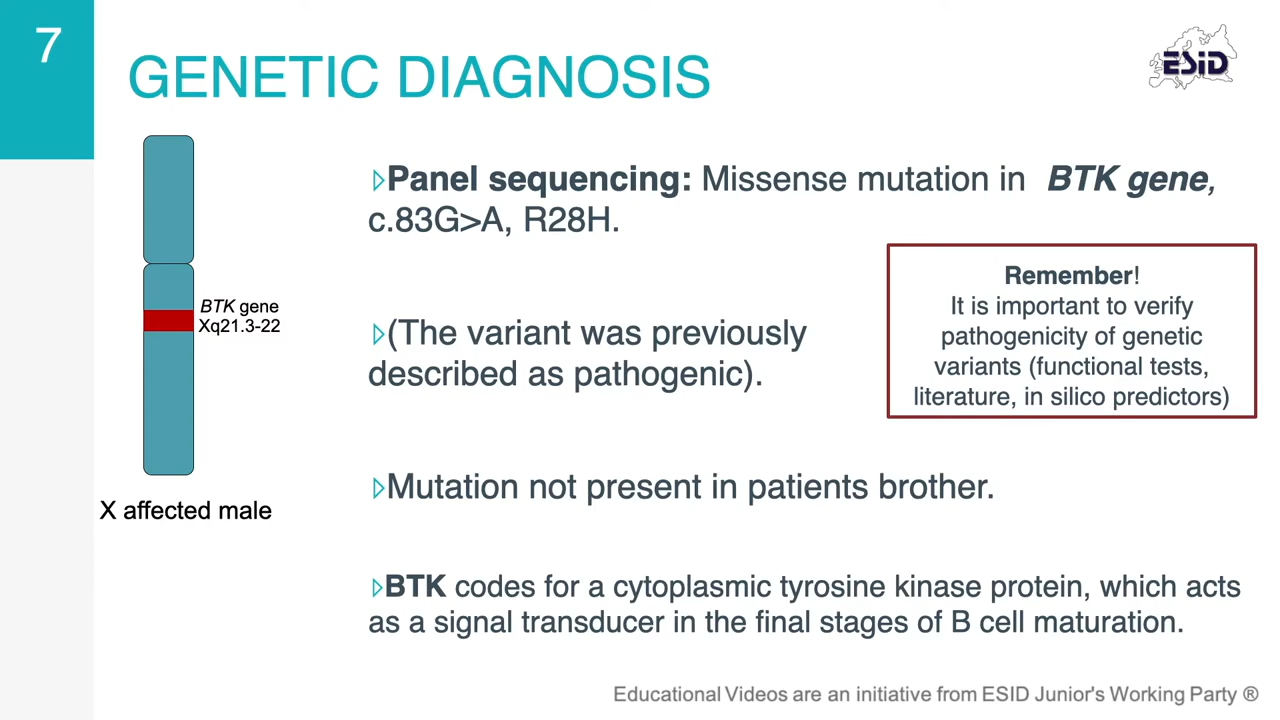 7
GENETIC DIAGNOSIS
ESID
Panel sequencing: Missense mutation in BTK gene,
c.83G>A, R28H.
Remember!
It is important to verify
pathogenicity of genetic
variants (functional tests,
literature, in silico predictors)
BTK gene
Xq21.3-22
(The variant was previously
described as pathogenic).
Mutation not present in patients brother.
X affected male
BTK codes for a cytoplasmic tyrosine kinase protein, which acts
as a signal transducer in the final stages of B cell maturation.
Educational Videos are an initiative from ESID Junior's Working Party ®